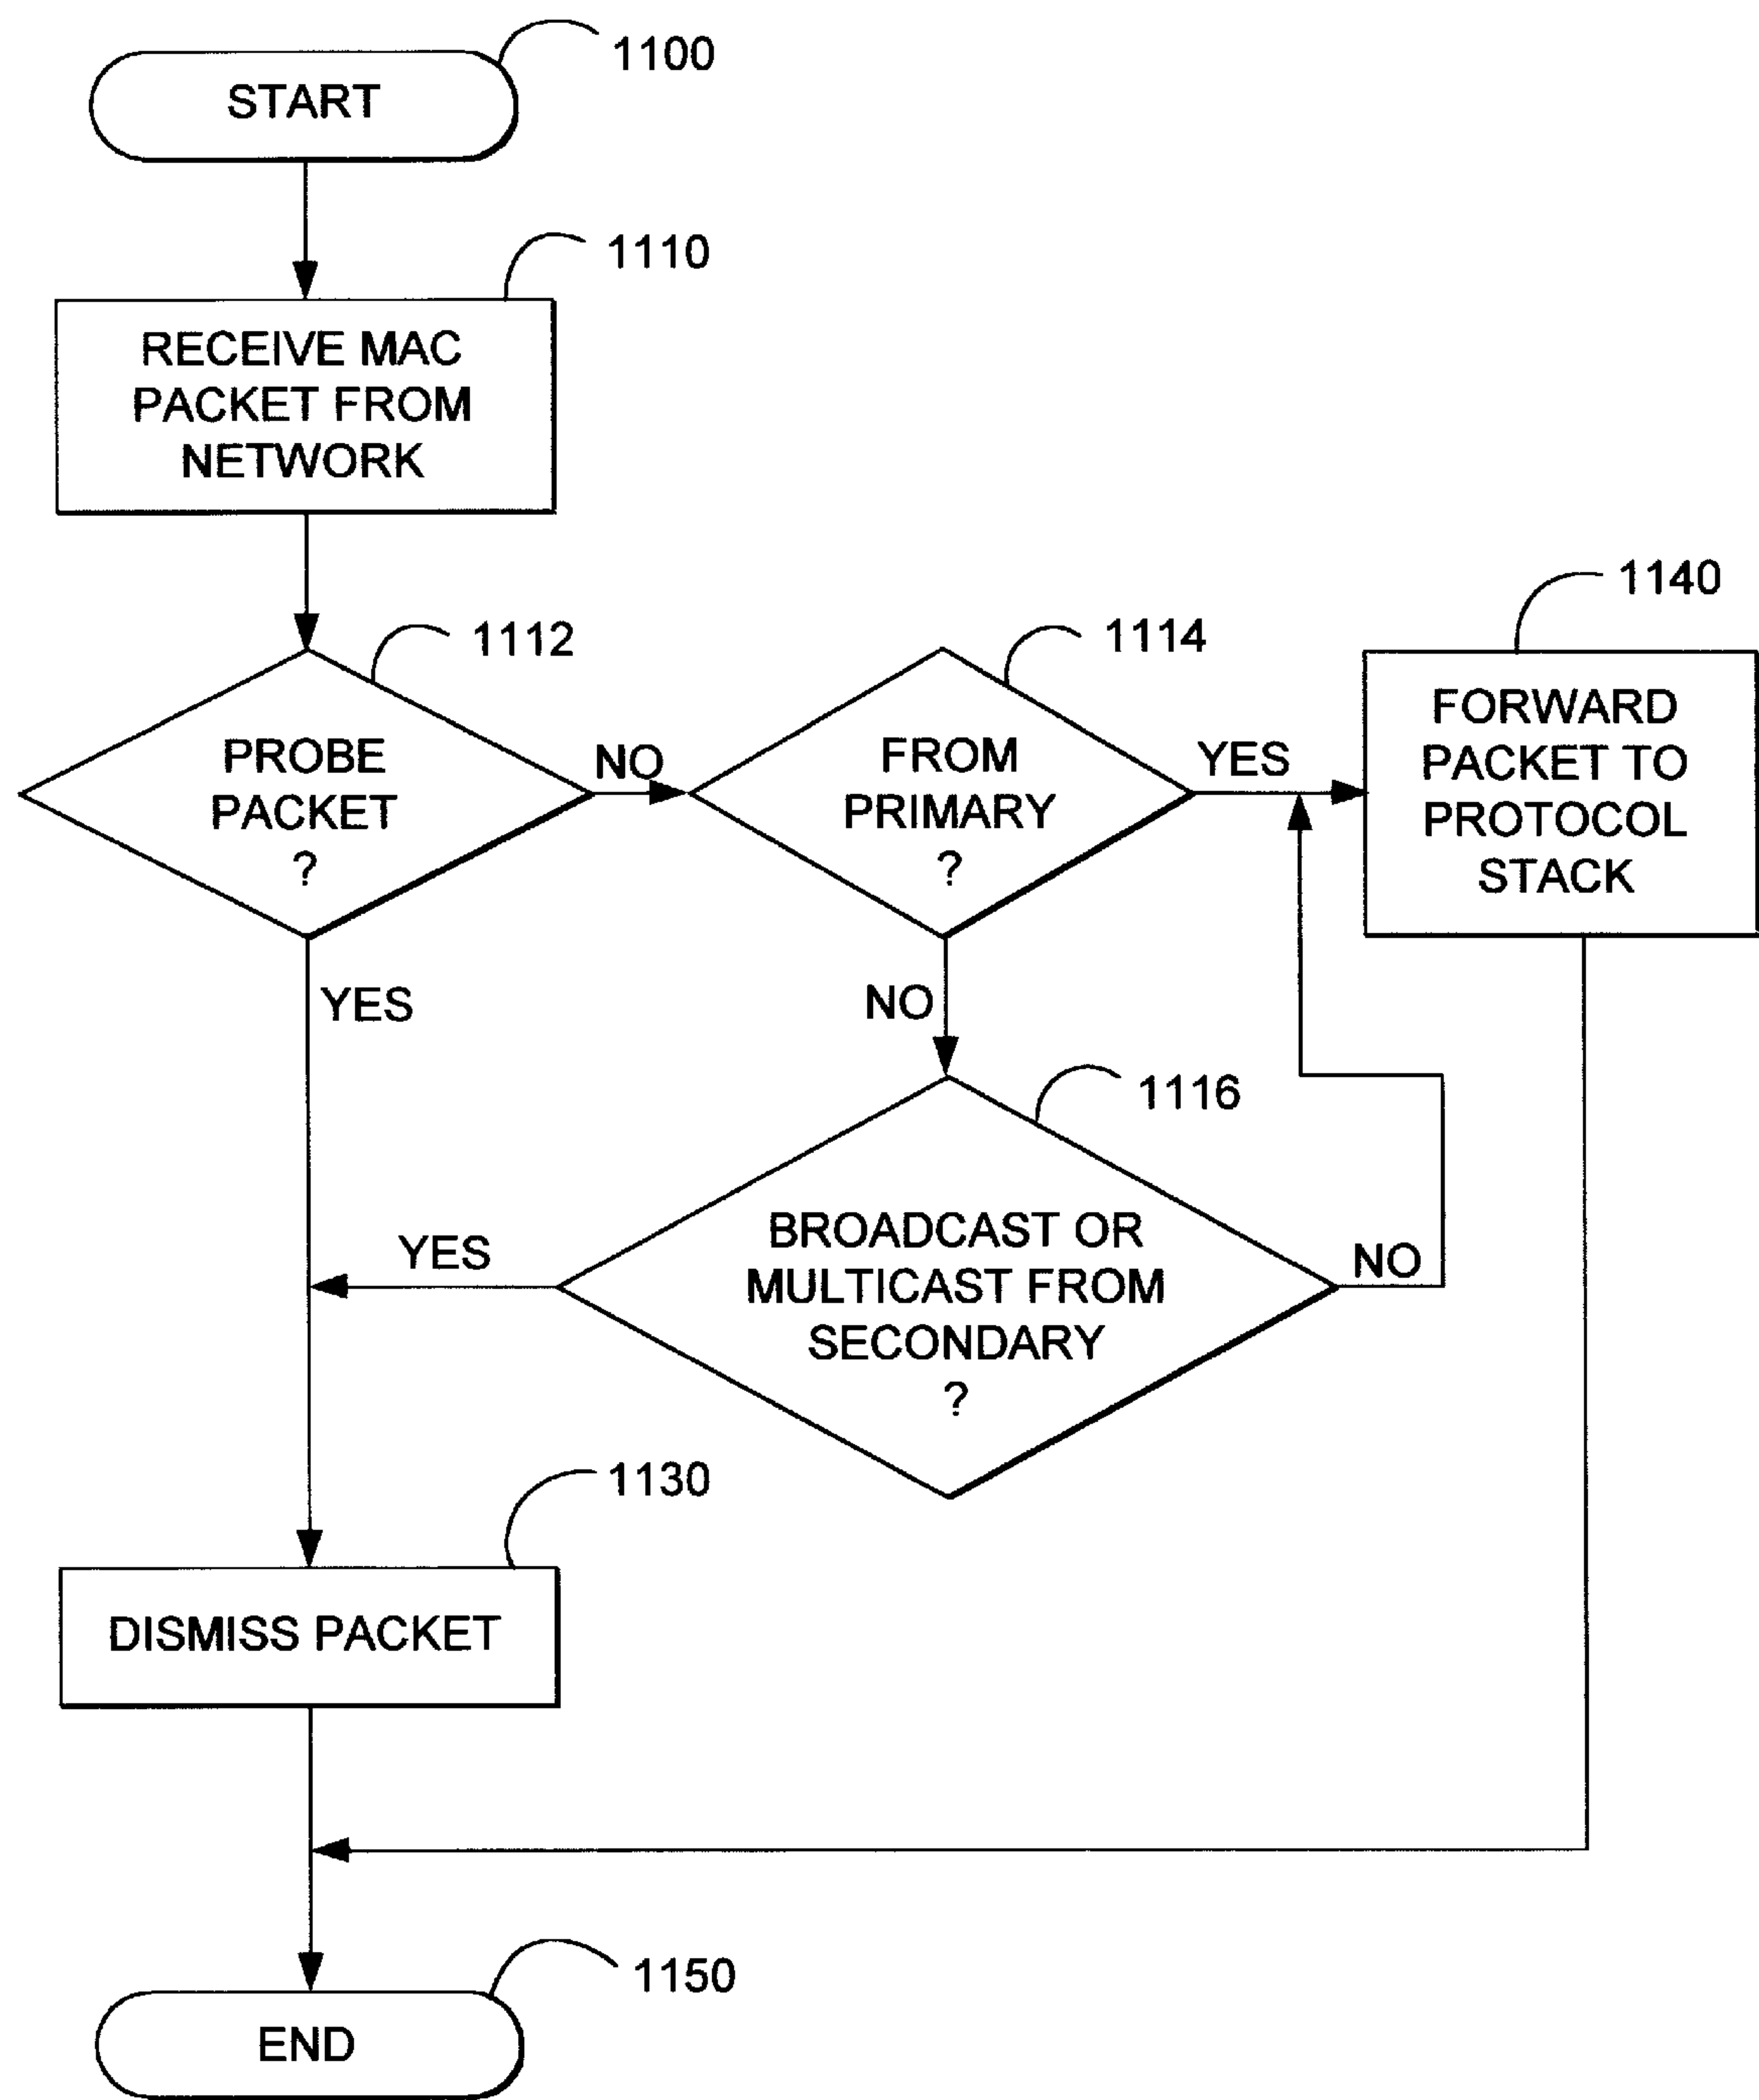 1100
START
1110
RECEIVE MAC
PACKET FROM
NETWORK
1112
PROBE
PACKET
?
NO
YES
1114
FROM
PRIMARY
?
YES
NO
1140
FORWARD
PACKET TO
PROTOCOL
STACK
1116
BROADCAST OR
MULTICAST FROM
SECONDARY
?
YES
NO
1130
DISMISS PACKET
1150
END